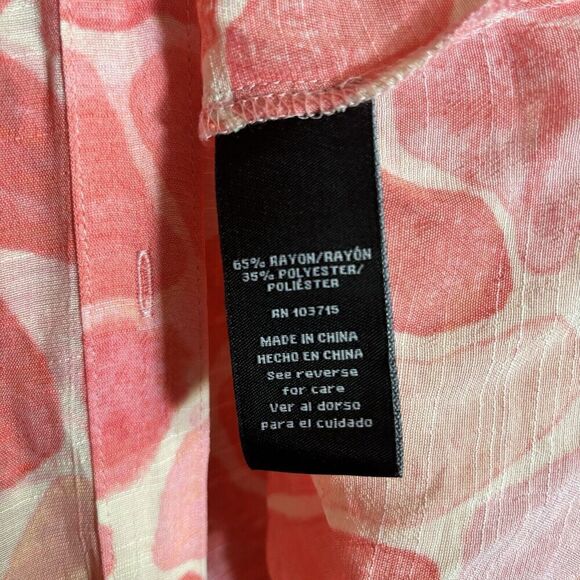 65% RAYON/RAYÓN
35% POLYESTER/
POLIÉSTER
RN 103715
MADE IN CHINA
HECHO EN CHINA
See reverse
for care
Ver al dorso
para el cuidado